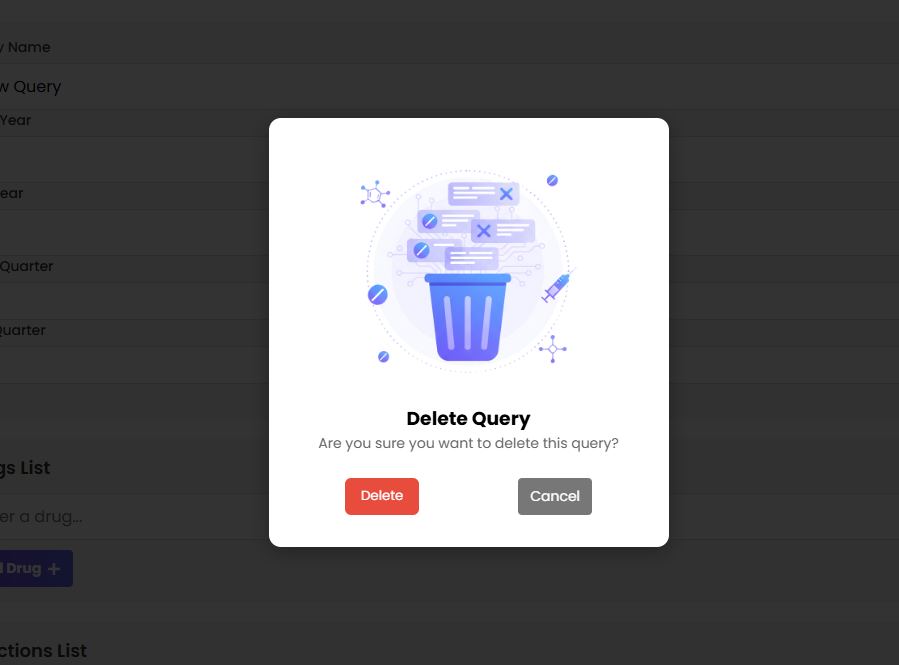 y Name
w Query
Year
ear
Quarter
Quarter
gs List
er a drug...
d Drug +
ctions List
Delete Query
Are you sure you want to delete this query?
Delete
Cancel